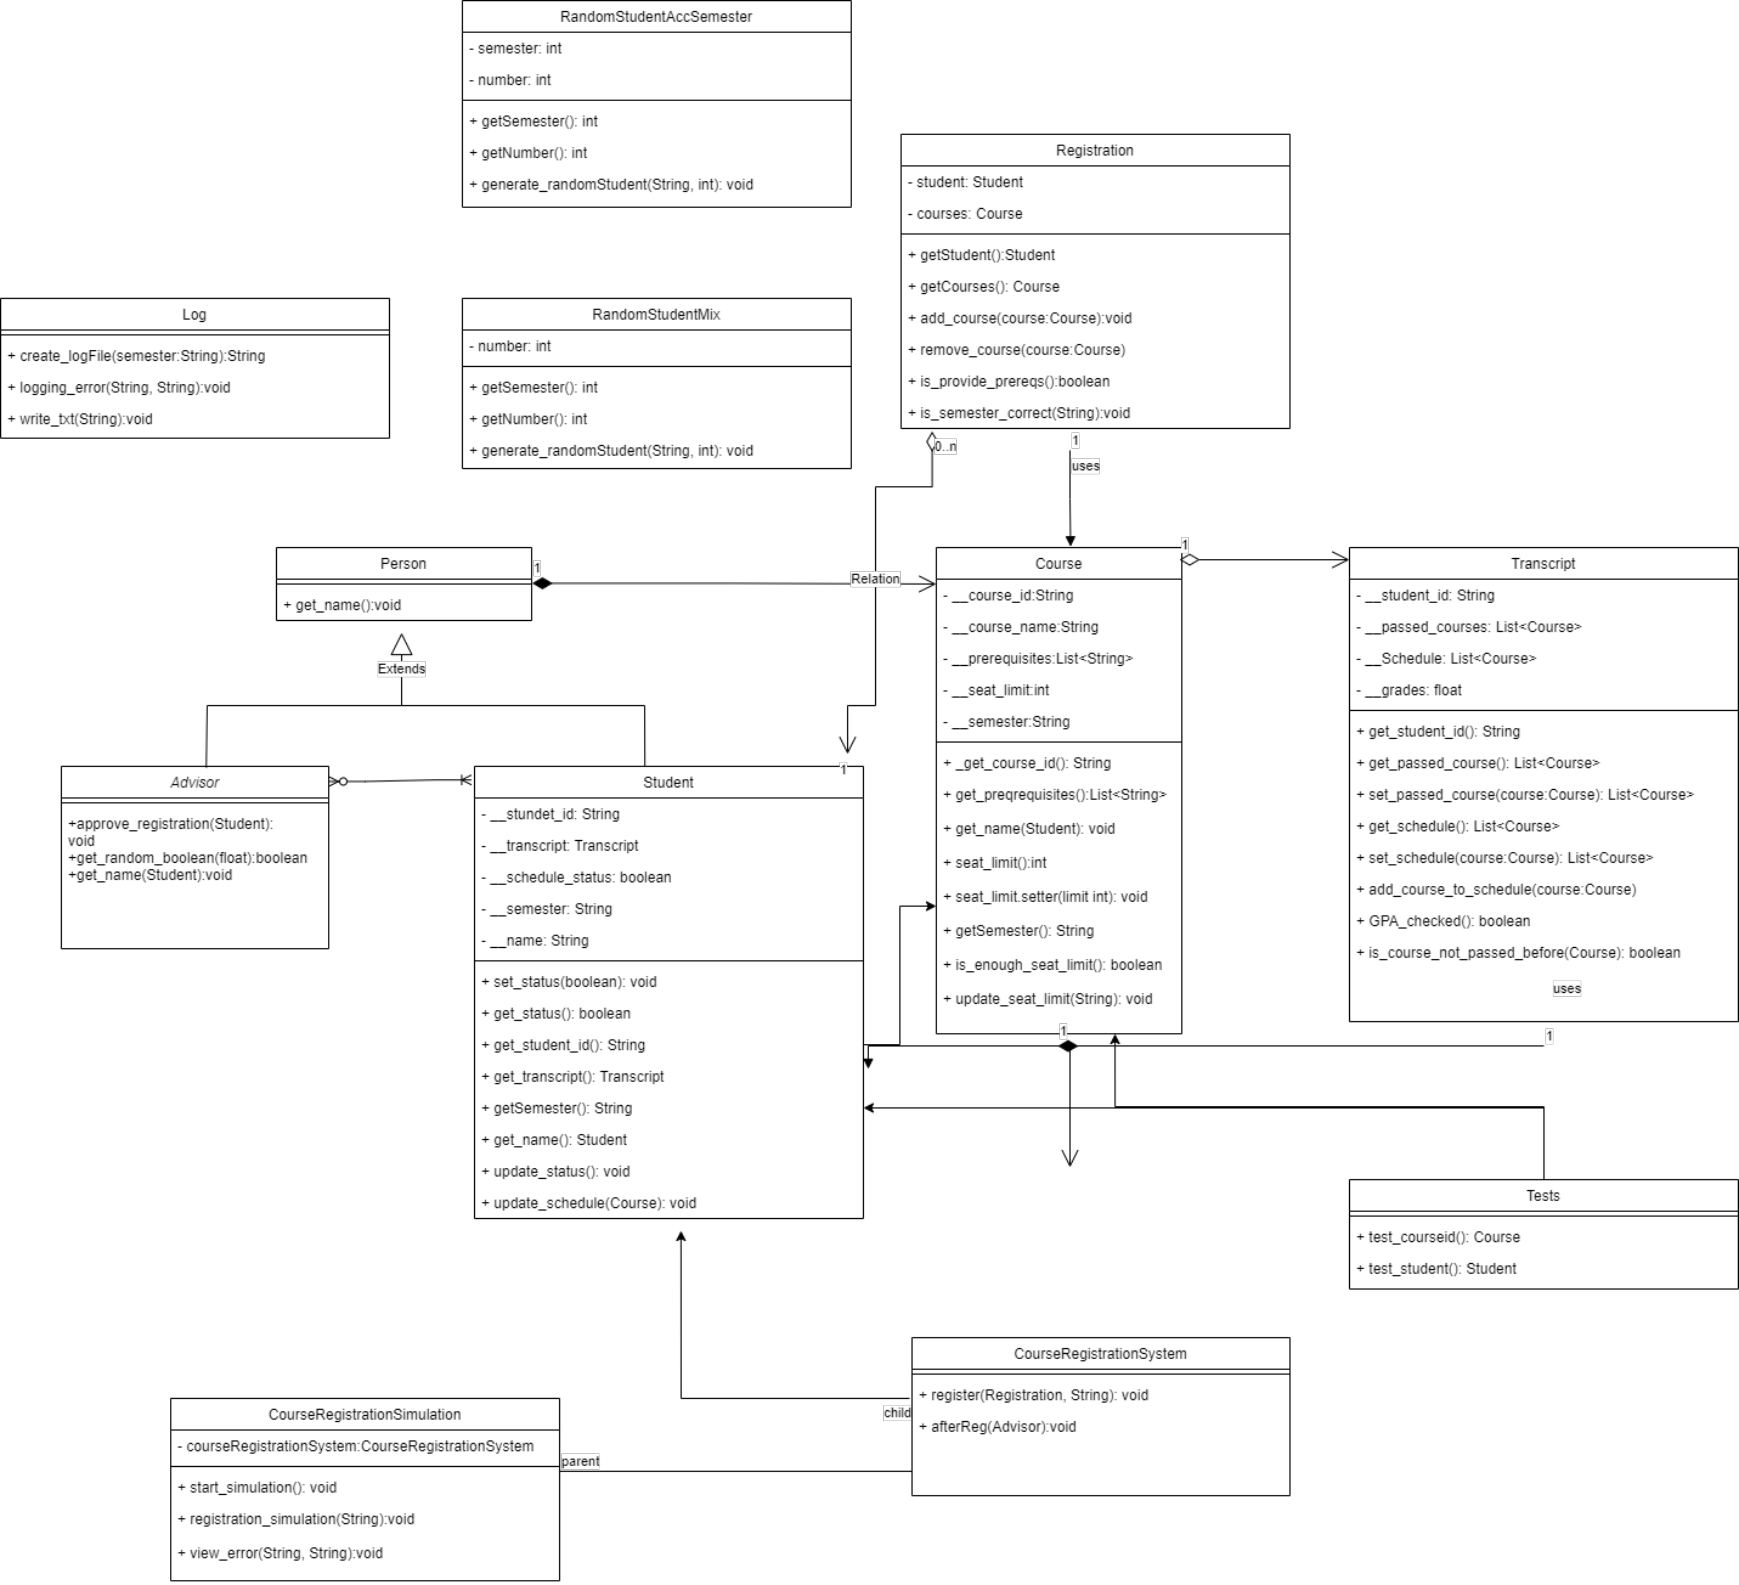 RandomStudentAccSemester
- semester: int
- number: int
+ getSemester(): int
+ getNumber(): int
+ generate_randomStudent(String, int): void
Registration
- student: Student
- courses: Course
+ getStudent():Student
+ getCourses(): Course
+ add_course(course:Course):void
+ remove_course(course:Course)
+ is_provide_prereqs():boolean
+ is_semester_correct(String):void
Log
+ create_logFile(semester:String):String
+ logging_error(String, String):void
+ write_txt(String):void
RandomStudentMix
- number: int
+ getSemester(): int
+ getNumber(): int
+ generate_randomStudent(String, int): void
0..n
1
uses
Person
+ get_name():void
1
Relation
Extends
Course
- __course_id:String
- __course_name:String
- __prerequisites:List<String>
- __seat_limit:int
- __semester:String
+ _get_course_id(): String
+ get_preqrequisites():List<String>
+ get_name(Student): void
+ seat_limit():int
+ seat_limit.setter(limit int): void
+ getSemester(): String
+ is_enough_seat_limit(): boolean
+ update_seat_limit(String): void
1
1
Transcript
- __student_id: String
- __passed_courses: List<Course>
- __Schedule: List<Course>
- __grades: float
+ get_student_id(): String
+ get_passed_course(): List<Course>
+ set_passed_course(course:Course): List<Course>
+ get_schedule(): List<Course>
+ set_schedule(course:Course): List<Course>
+ add_course_to_schedule(course:Course)
+ GPA_checked(): boolean
+ is_course_not_passed_before(Course): boolean
uses
1
Advisor
+approve_registration(Student):
void
+get_random_boolean(float):boolean
+get_name(Student):void
1
Student
- __stundet_id: String
- __transcript: Transcript
- __schedule_status: boolean
- __semester: String
- __name: String
+ set_status(boolean): void
+ get_status(): boolean
+ get_student_id(): String
+ get_transcript(): Transcript
+ getSemester(): String
+ get_name(): Student
+ update_status(): void
+ update_schedule(Course): void
Tests
+ test_courseid(): Course
+ test_student(): Student
CourseRegistrationSystem
+ register(Registration, String): void
+ afterReg(Advisor):void
child
parent
CourseRegistrationSimulation
- courseRegistrationSystem:CourseRegistrationSystem
+ start_simulation(): void
+ registration_simulation(String):void
+ view_error(String, String):void